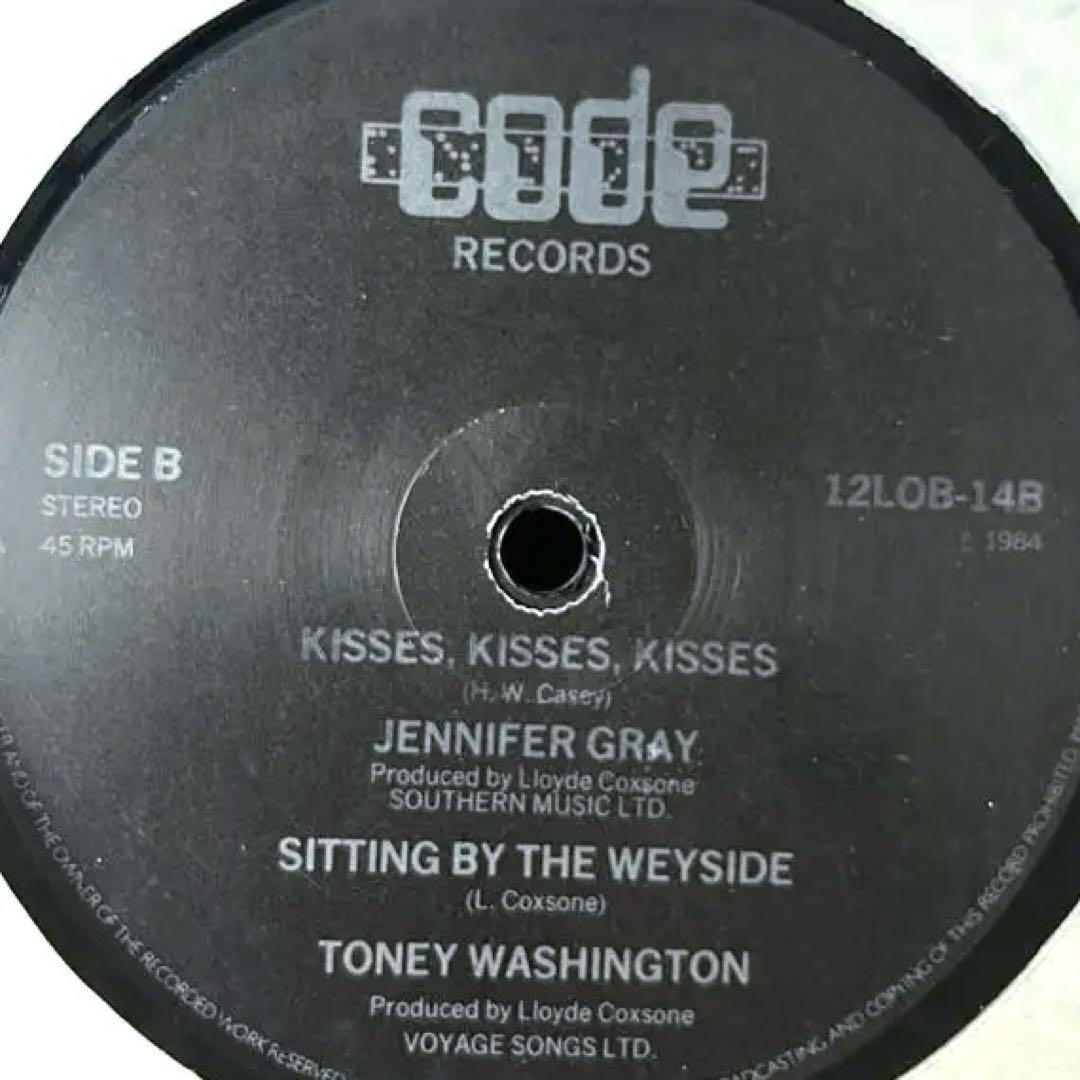 code
RECORDS
SIDE B
STEREO
45 RPM
12LOB-14B
1984
KISSES, KISSES, KISSES
(H. W. Casey)
JENNIFER GRAY
Produced by Lloyde Coxsone
SOUTHERN MUSIC LTD.
SITTING BY THE WEYSIDE
(L. Coxsone)
TONEY WASHINGTON
Produced by Lloyde Coxsone
VOYAGE SONGS LTD.
AND OF THE OWNER OF THE RECORDED WORK RESERVED
AND COPYING OF THIS RECORD PROHIBITED